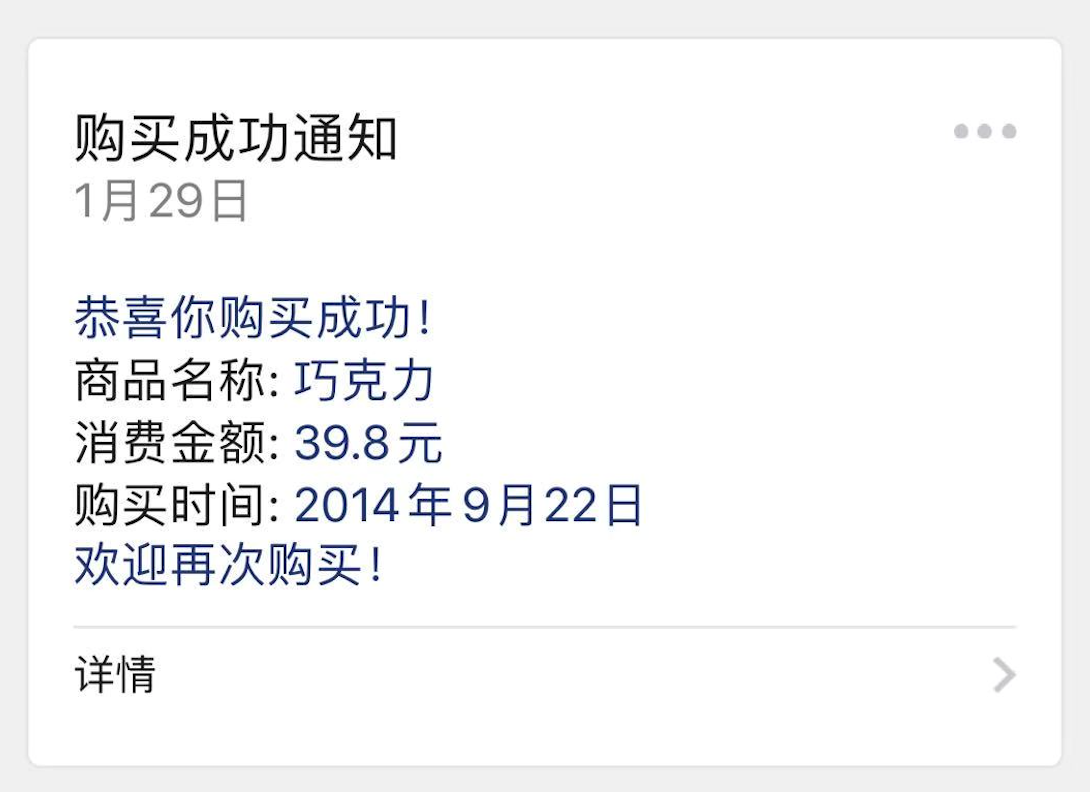 购买成功通知
1月29日
恭喜你购买成功！
商品名称: 巧克力
消费金额: 39.8元
购买时间: 2014年9月22日
欢迎再次购买！
详情